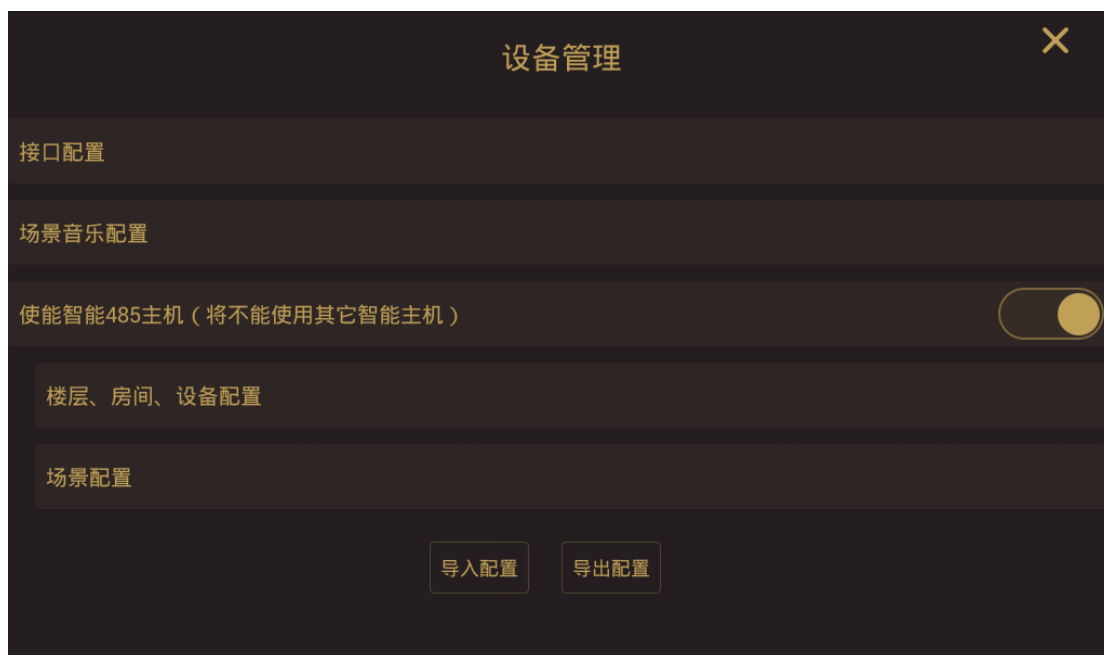 设备管理
接口配置
场景音乐配置
使能智能485主机（将不能使用其它智能主机）
楼层、房间、设备配置
场景配置
导入配置 导出配置